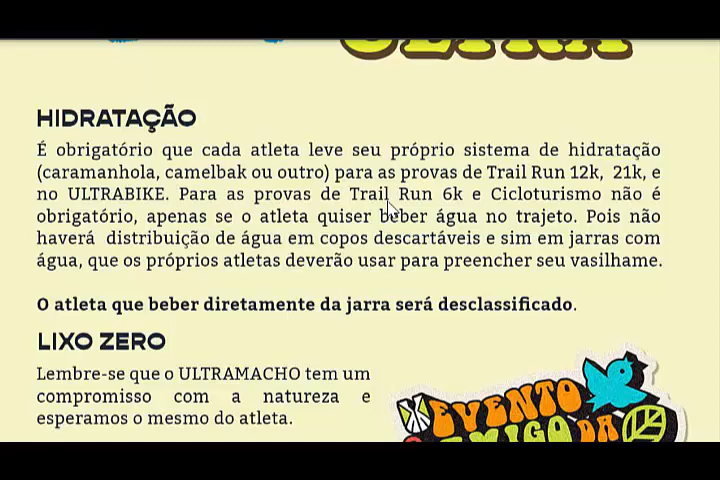 HIDRATAÇÃO
É obrigatório que cada atleta leve seu próprio sistema de hidratação
(caramanhola, camelbak ou outro) para as provas de Trail Run 12k, 21k, e
no ULTRABIKE. Para as provas de Trail Run 6k e Cicloturismo não é
obrigatório, apenas se o atleta quiser beber água no trajeto. Pois não
haverá distribuição de água em copos descartáveis e sim em jarras com
água, que os próprios atletas deverão usar para preencher seu vasilhame.
O atleta que beber diretamente da jarra será desclassificado.
LIXO ZERO
Lembre-se que o ULTRAMACHO tem um
compromisso com a natureza e
esperamos o mesmo do atleta.
EVENTO
AMIGO DA